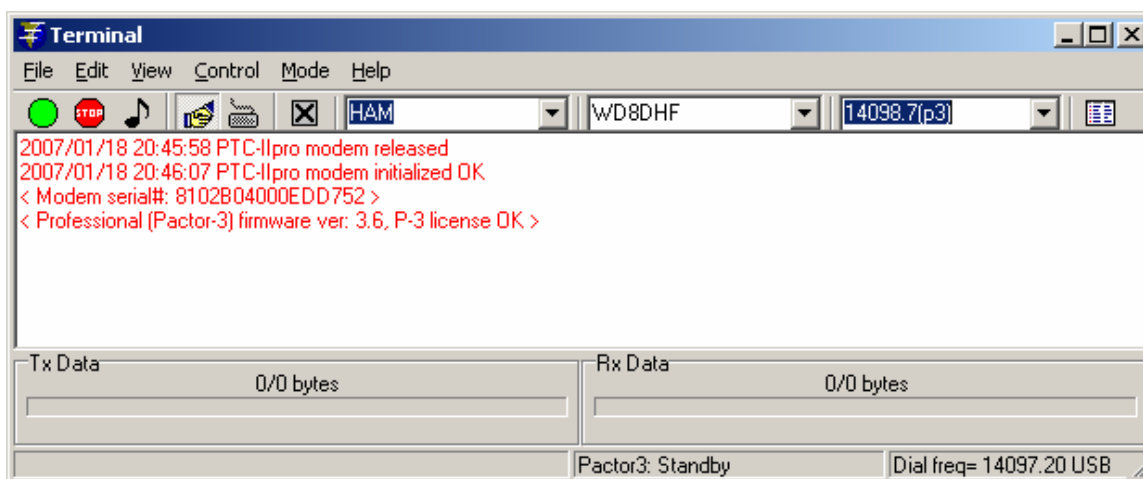 Terminal
File Edit View Control Mode Help
STOP HAM WD8DHF 14098.7(p3)
2007/01/18 20:45:58 PTC-IIpro modem released
2007/01/18 20:46:07 PTC-IIpro modem initialized OK
< Modem serial#: 8102B04000EDD752 >
< Professional (Pactor-3) firmware ver: 3.6, P-3 license OK >
Tx Data Rx Data
0/0 bytes 0/0 bytes
Pactor3: Standby Dial freq= 14097.20 USB